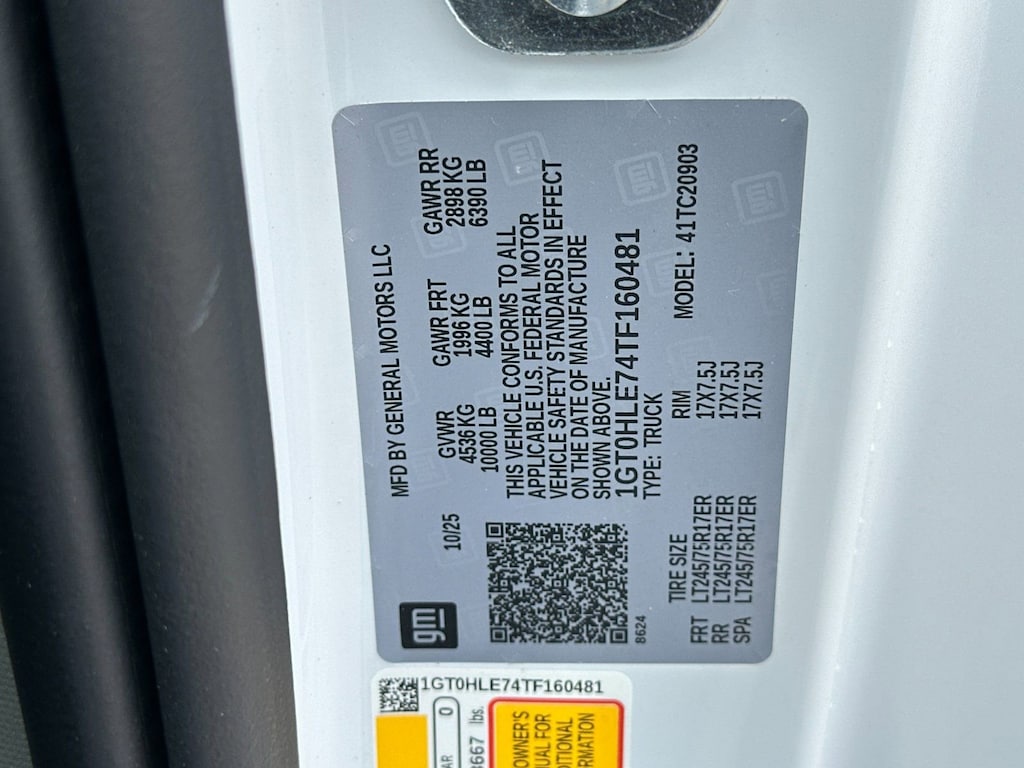 gm
10/25
MFD BY GENERAL MOTORS LLC
GVWR GAWR FRT GAWR RR
4536 KG 1996 KG 2898 KG
10000 LB 4400 LB 6390 LB
THIS VEHICLE CONFORMS TO ALL
APPLICABLE U.S. FEDERAL MOTOR
VEHICLE SAFETY STANDARDS IN EFFECT
ON THE DATE OF MANUFACTURE
SHOWN ABOVE.
1GT0HLE74TF160481
TYPE: TRUCK
8624
MODEL: 41TC20903
TIRE SIZE RIM
FRT LT245/75R17ER 17X7.5J
RR LT245/75R17ER 17X7.5J
SPA LT245/75R17ER 17X7.5J
1GT0HLE74TF160481
0
lbs.
OWNER'S
FOR